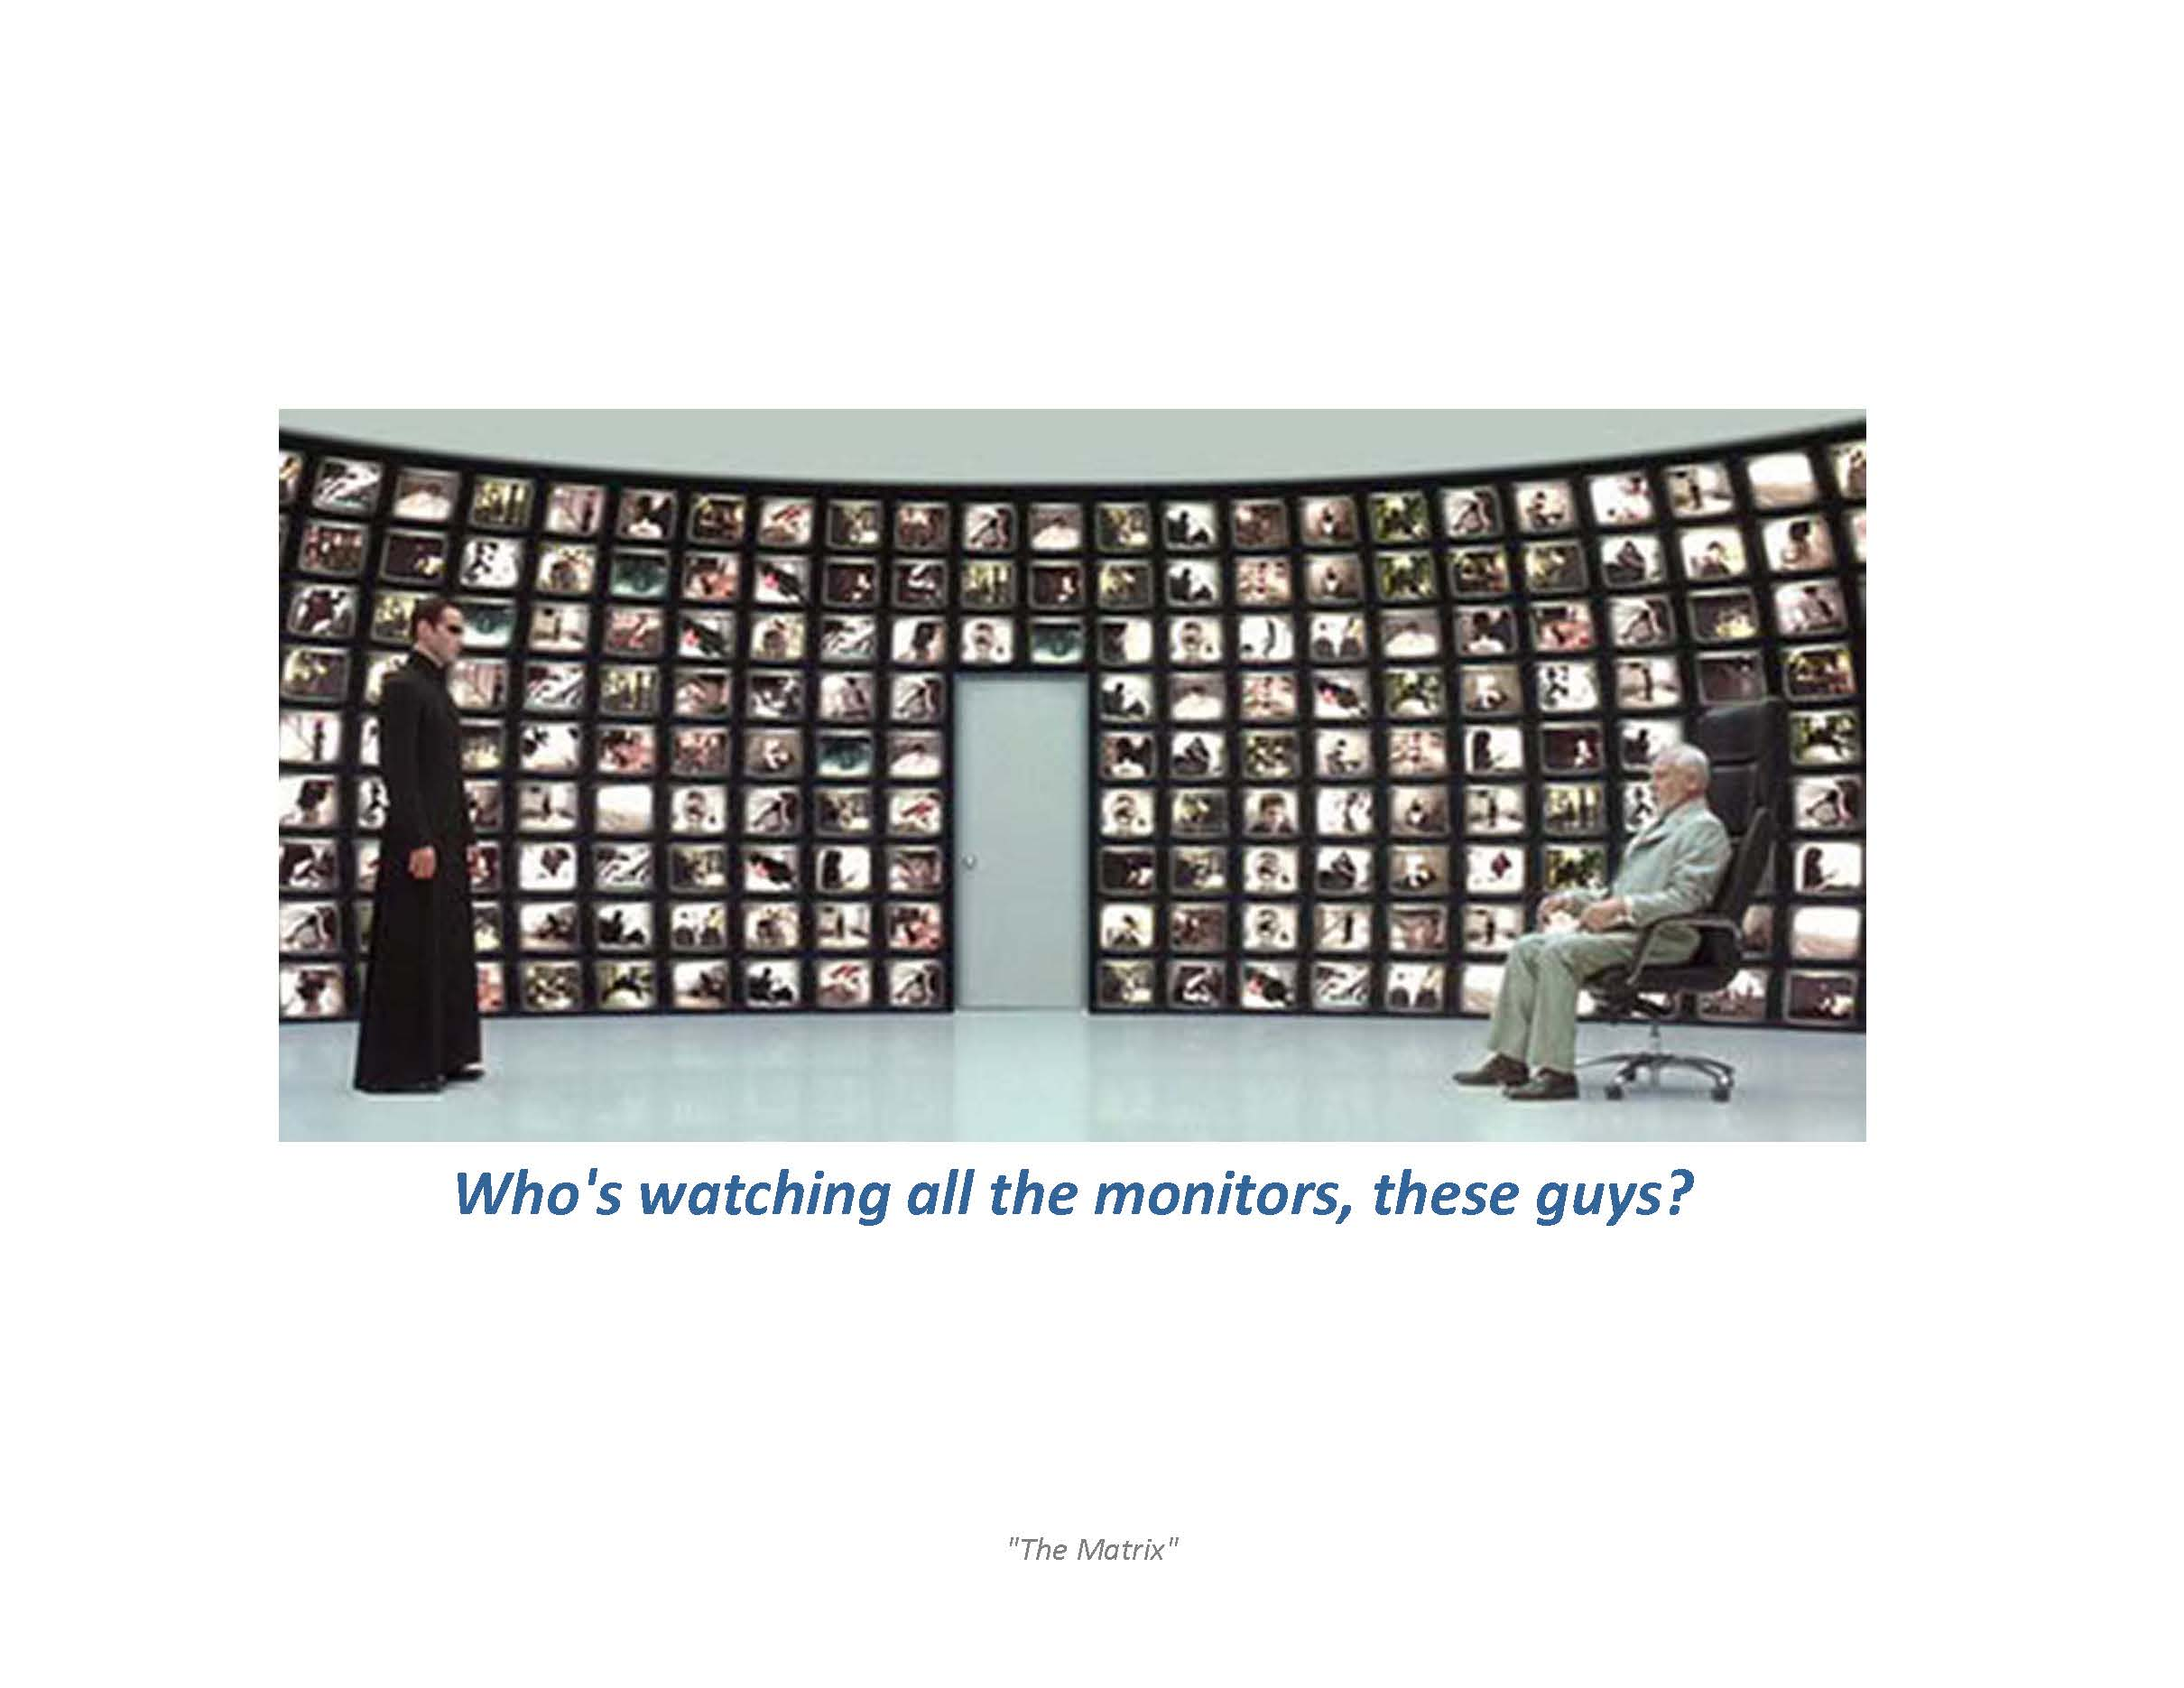 Who's watching all the monitors, these guys?
"The Matrix"